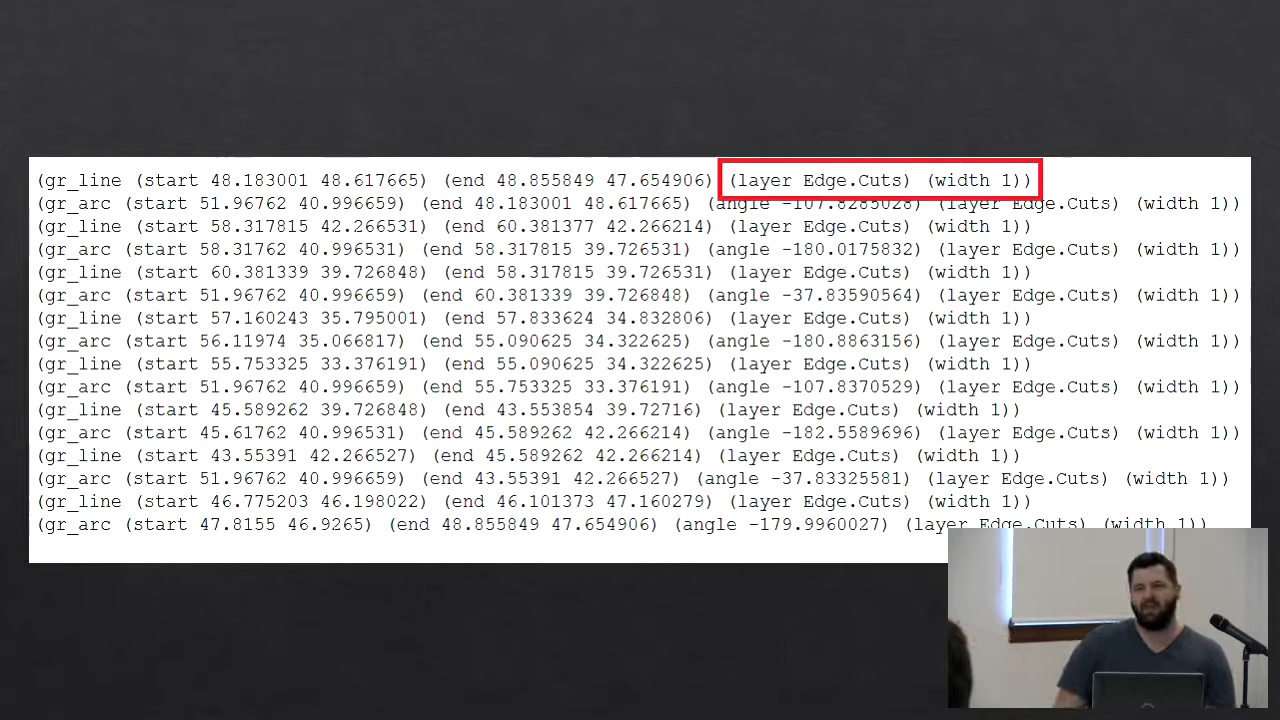 (gr_line (start 48.183001 48.617665) (end 48.855849 47.654906) (layer Edge.Cuts) (width 1))
(gr_arc (start 51.96762 40.996659) (end 48.183001 48.617665) (angle -107.8285028) (layer Edge.Cuts) (width 1))
(gr_line (start 58.317815 42.266531) (end 60.381377 42.266214) (layer Edge.Cuts) (width 1))
(gr_arc (start 58.31762 40.996531) (end 58.317815 39.726531) (angle -180.0175832) (layer Edge.Cuts) (width 1))
(gr_line (start 60.381339 39.726848) (end 58.317815 39.726531) (layer Edge.Cuts) (width 1))
(gr_arc (start 51.96762 40.996659) (end 60.381339 39.726848) (angle -37.83590564) (layer Edge.Cuts) (width 1))
(gr_line (start 57.160243 35.795001) (end 57.833624 34.832806) (layer Edge.Cuts) (width 1))
(gr_arc (start 56.11974 35.066817) (end 55.090625 34.322625) (angle -180.8863156) (layer Edge.Cuts) (width 1))
(gr_line (start 55.753325 33.376191) (end 55.090625 34.322625) (layer Edge.Cuts) (width 1))
(gr_arc (start 51.96762 40.996659) (end 55.753325 33.376191) (angle -107.8370529) (layer Edge.Cuts) (width 1))
(gr_line (start 45.589262 39.726848) (end 43.553854 39.72716) (layer Edge.Cuts) (width 1))
(gr_arc (start 45.61762 40.996531) (end 45.589262 42.266214) (angle -182.5589696) (layer Edge.Cuts) (width 1))
(gr_line (start 43.55391 42.266527) (end 45.589262 42.266214) (layer Edge.Cuts) (width 1))
(gr_arc (start 51.96762 40.996659) (end 43.55391 42.266527) (angle -37.83325581) (layer Edge.Cuts) (width 1))
(gr_line (start 46.775203 46.198022) (end 46.101373 47.160279) (layer Edge.Cuts) (width 1))
(gr_arc (start 47.8155 46.9265) (end 48.855849 47.654906) (angle -179.9960027) (layer Edge.Cuts) (width 1))